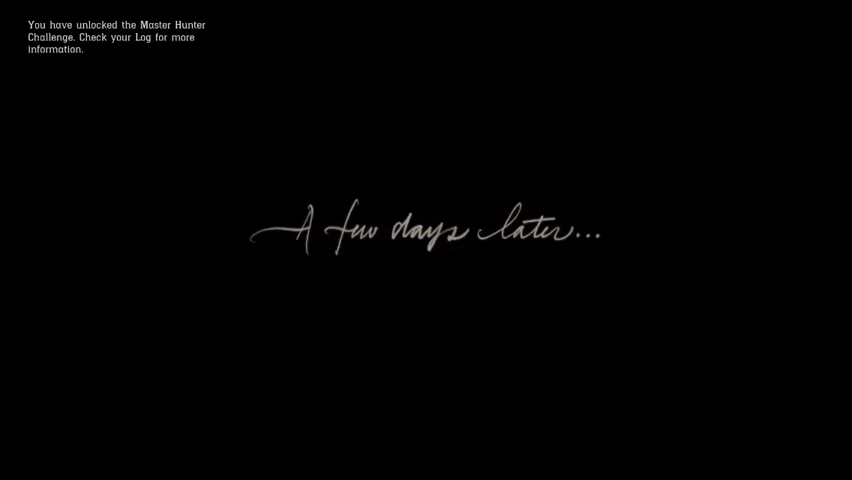 You have unlocked the Master Hunter
Challenge. Check your Log for more
information.
A few days later...